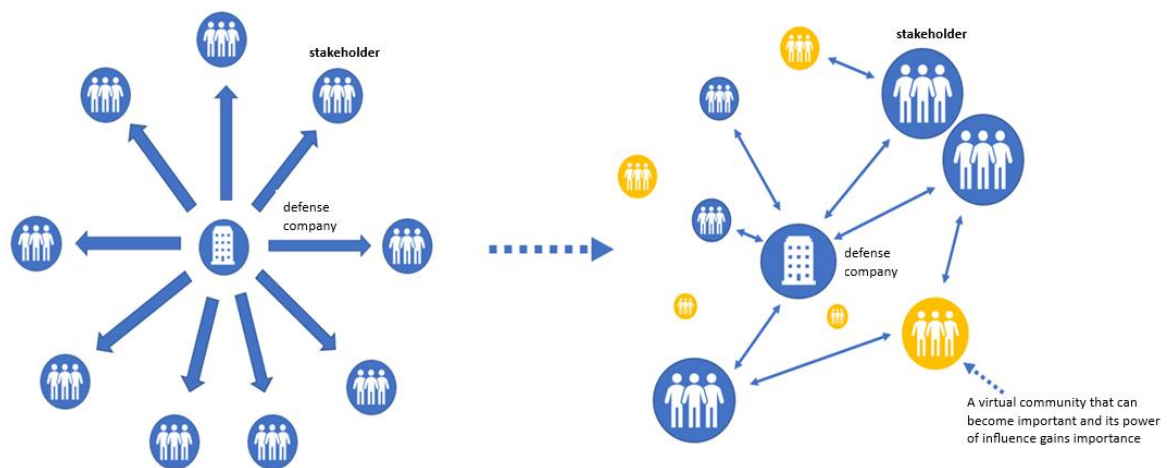 stakeholder
defense
company
stakeholder
defense
company
A virtual community that can
become important and its power
of influence gains importance